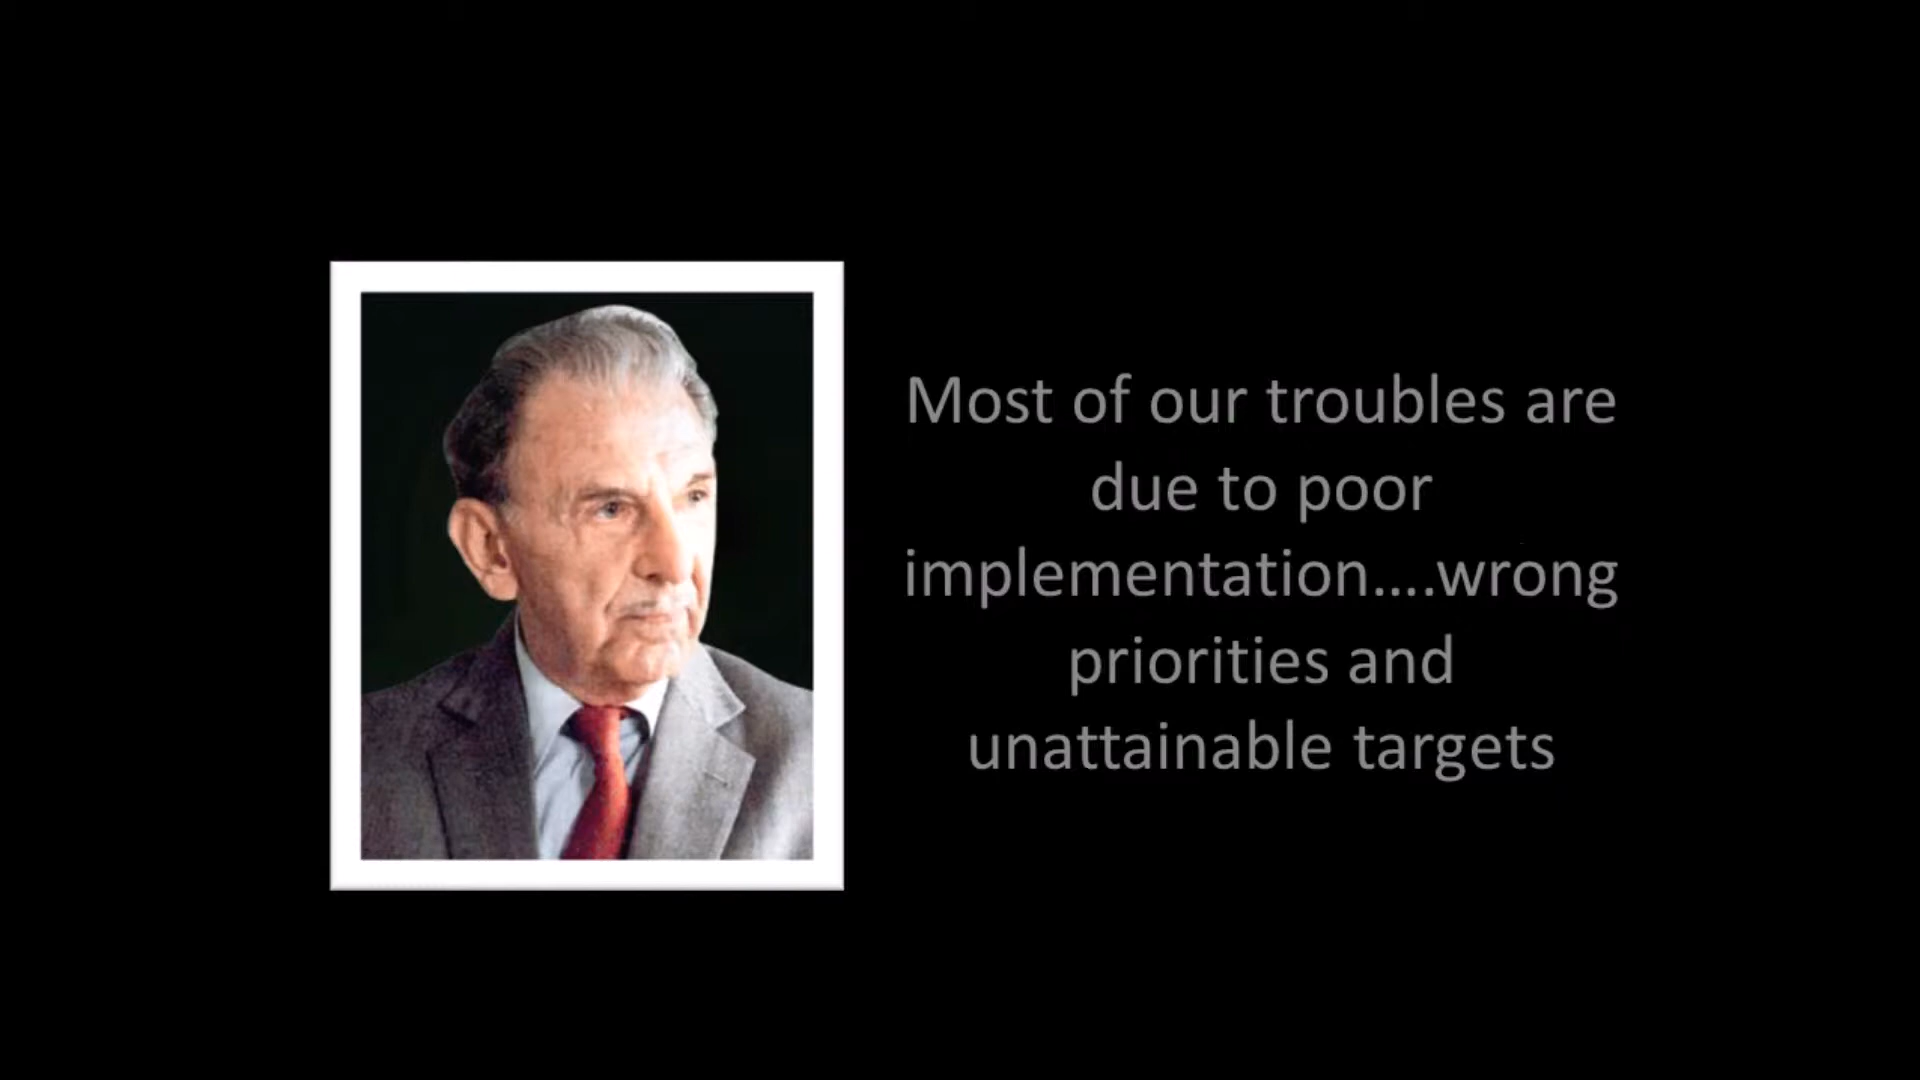 Most of our troubles are
due to poor
implementation....wrong
priorities and
unattainable targets